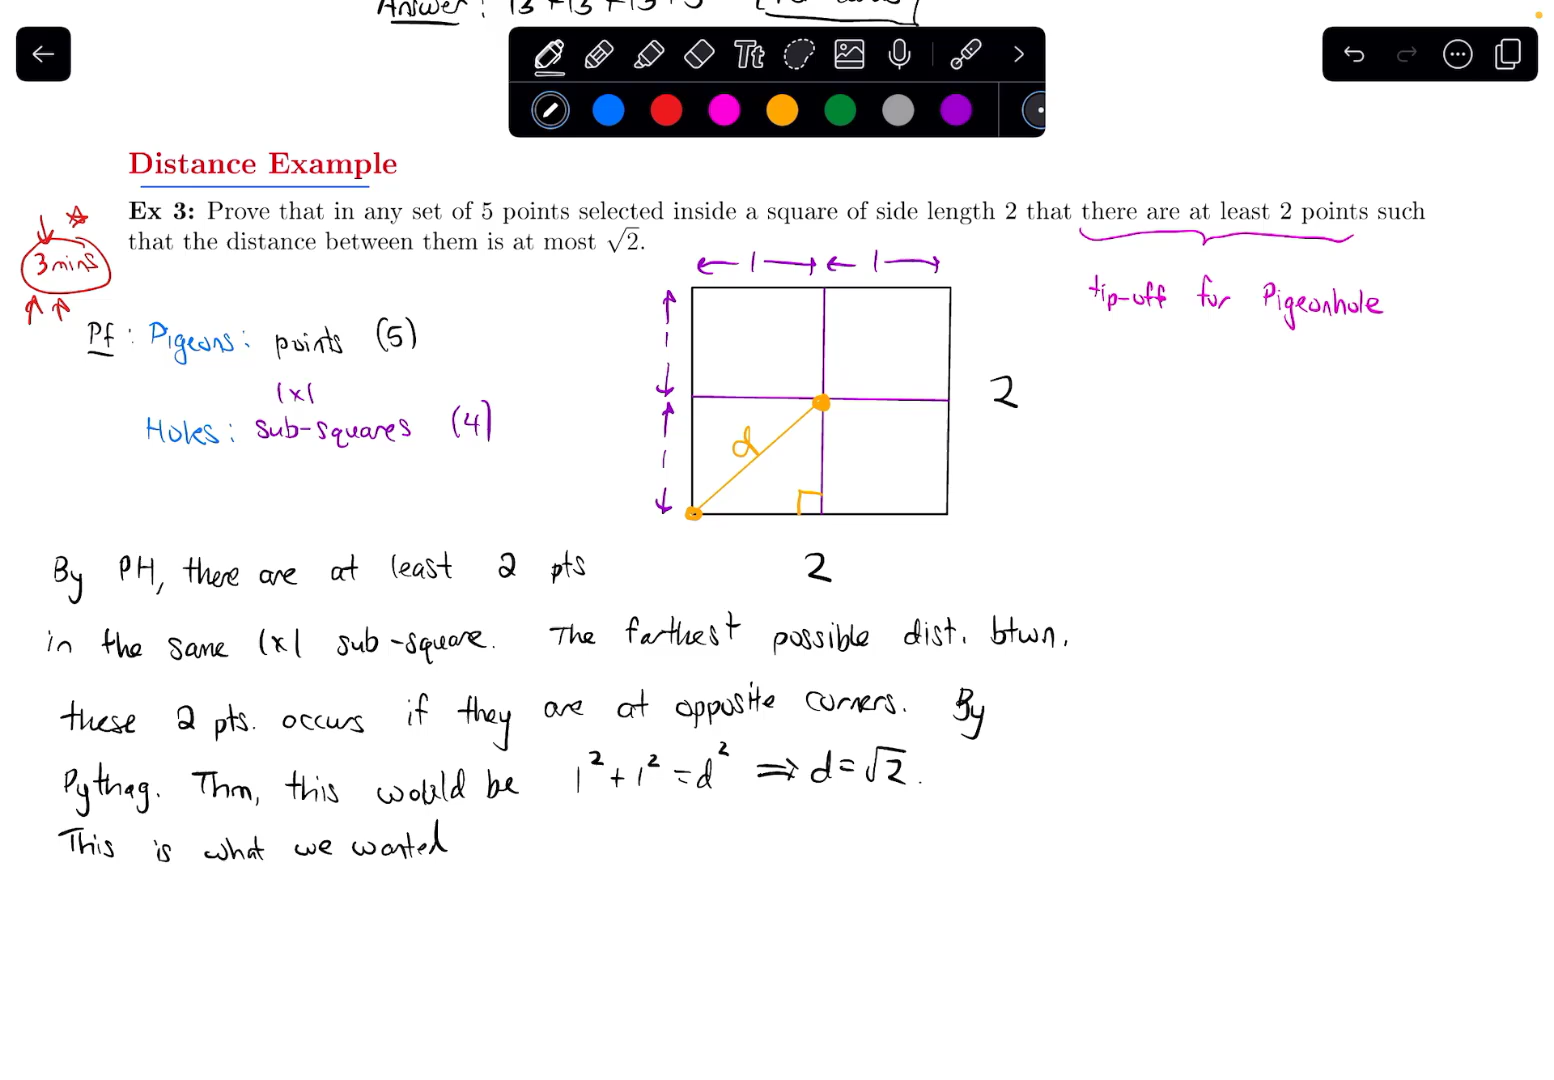 Answer: 13 +13 +13 +
Tt
Distance Example
Ex 3: Prove that in any set of 5 points selected inside a square of side length 2 that there are at least 2 points such
that the distance between them is at most √2.
3 mins
← 1 → ← 1 →
tip-off for Pigeonhole
Pf: Pigeons: points (5)
1
1x1
2
Holes: sub-squares (4)
d
1
2
By PH, there are at least 2 pts
in the same 1x1 sub-square. The farthest possible dist. btwn.
these 2 pts. occurs if they are at opposite corners. By
Pythag. Thm, this would be 1² + 1² = d² ⇒ d = √2.
This is what we wanted